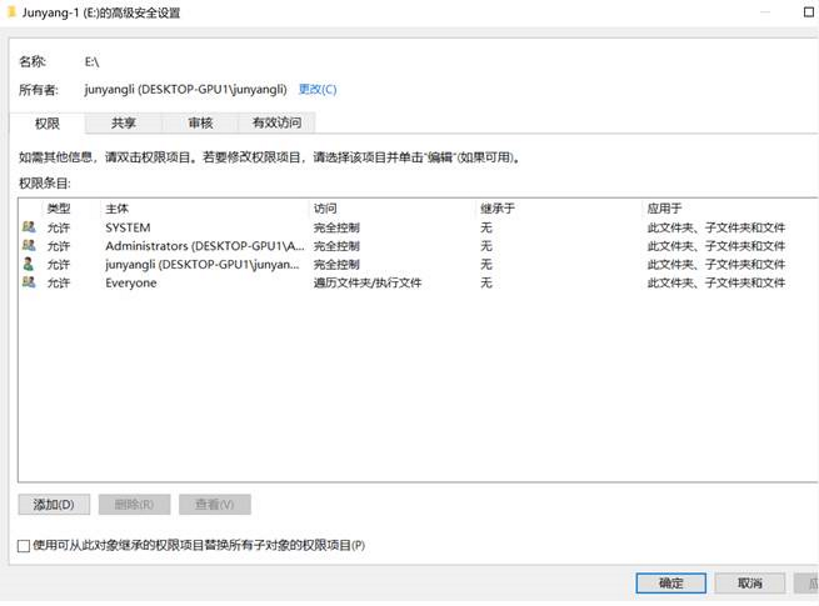 Junyang-1 (E:)的高级安全设置
名称: E:\
所有者: junyangli (DESKTOP-GPU1\junyangli) 更改(C)
权限 共享 审核 有效访问
如需其他信息，请双击权限项目。若要修改权限项目，请选择该项目并单击"编辑"(如果可用)。
权限条目:
类型 主体 访问 继承于 应用于
允许 SYSTEM 完全控制 无 此文件夹、子文件夹和文件
允许 Administrators (DESKTOP-GPU1\A... 完全控制 无 此文件夹、子文件夹和文件
允许 junyangli (DESKTOP-GPU1\junyan... 完全控制 无 此文件夹、子文件夹和文件
允许 Everyone 遍历文件夹/执行文件 无 此文件夹、子文件夹和文件
添加(D) 删除(R) 查看(V)
使用可从此对象继承的权限项目替换所有子对象的权限项目(P)
确定 取消